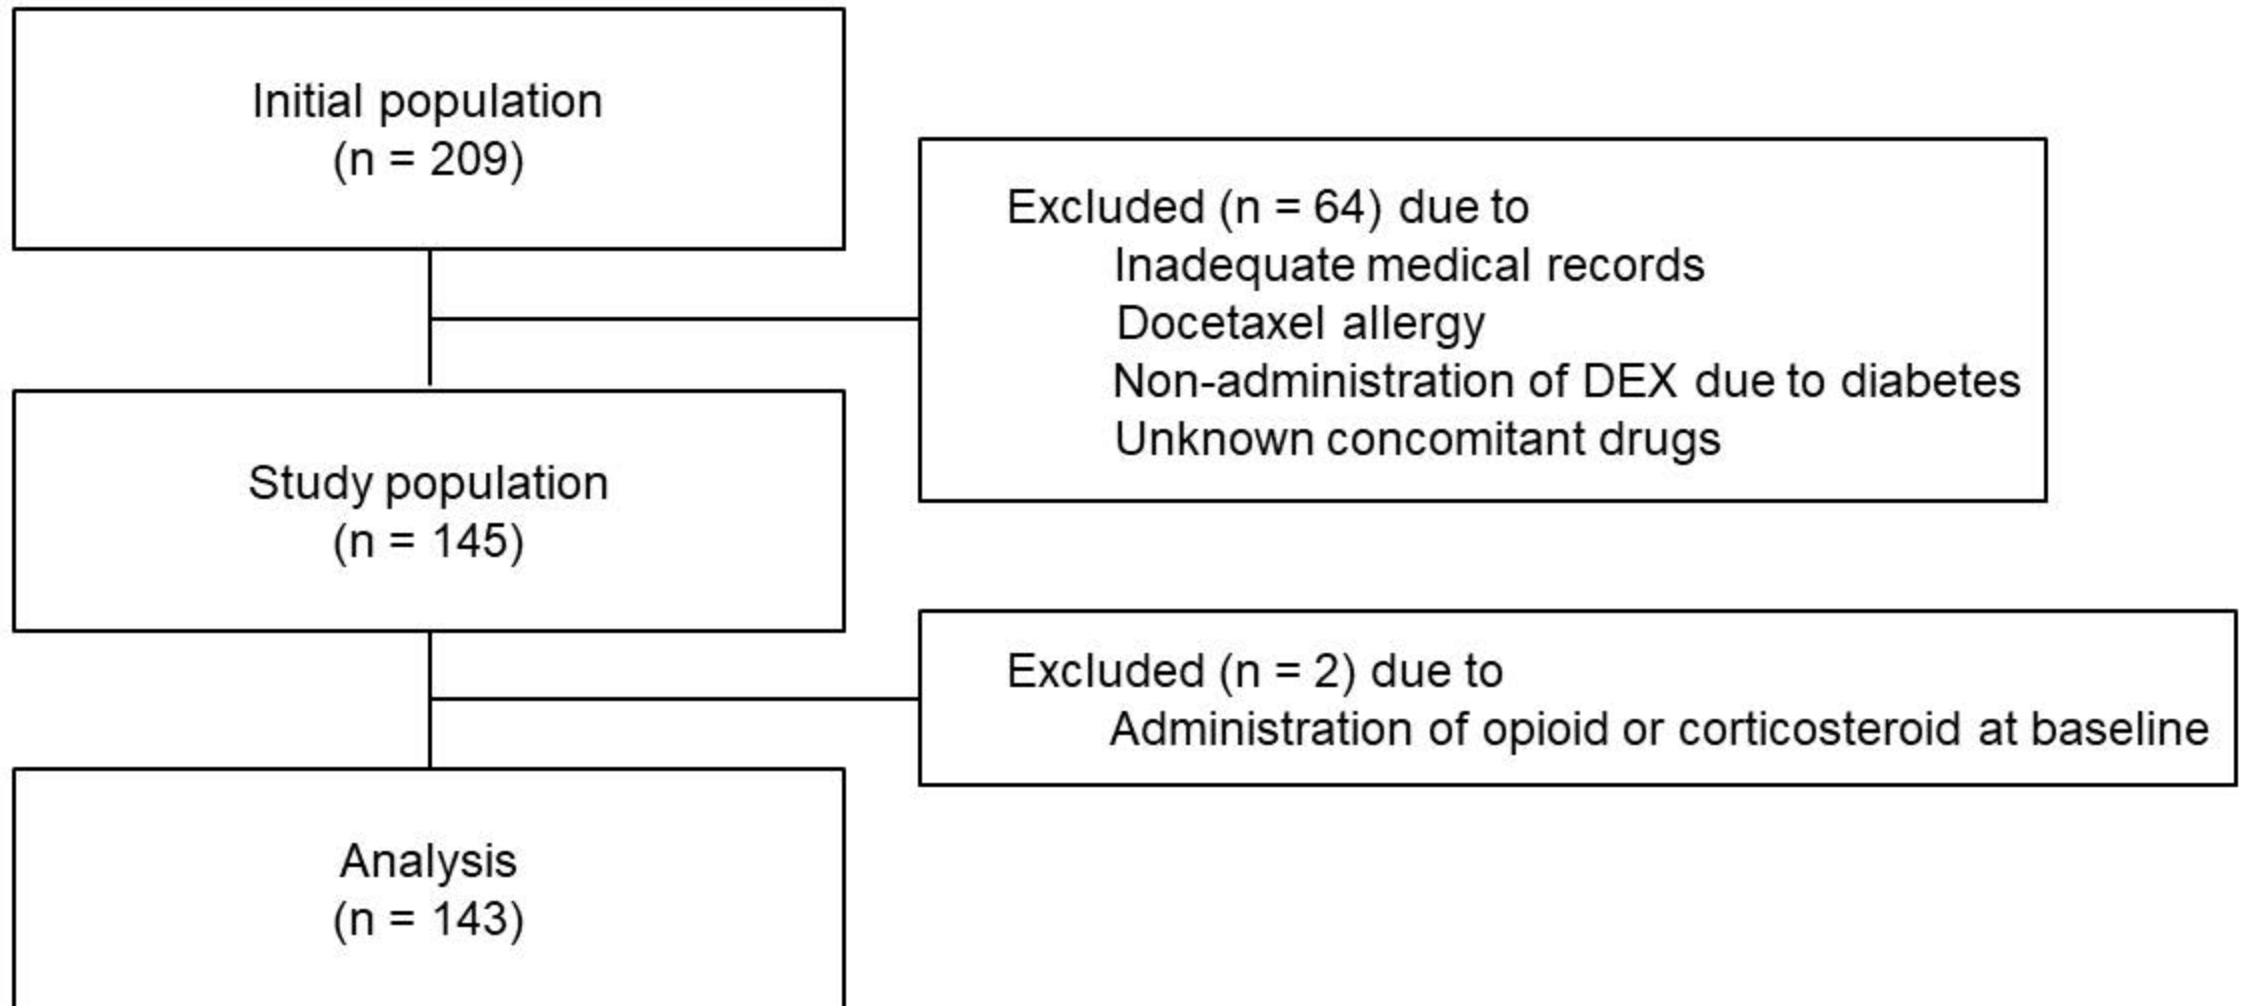 Initial population
(n = 209)
Excluded (n = 64) due to
Inadequate medical records
Docetaxel allergy
Non-administration of DEX due to diabetes
Unknown concomitant drugs
Study population
(n = 145)
Excluded (n = 2) due to
Administration of opioid or corticosteroid at baseline
Analysis
(n = 143)